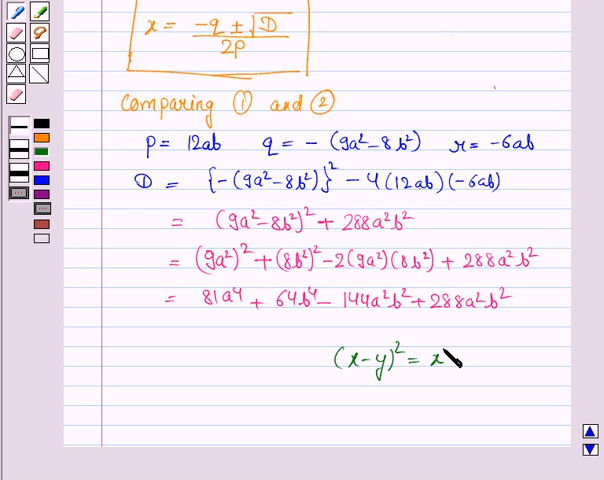 x = -q ± √D / 2p
Comparing ① and ②
p = 12ab q = - (9a² - 8b²) r = -6ab
D = {-(9a² - 8b²)}² - 4(12ab)(-6ab)
= (9a² - 8b²)² + 288a²b²
= (9a²)² + (8b²)² - 2(9a²)(8b²) + 288a²b²
= 81a⁴ + 64b⁴ - 144a²b² + 288a²b²
(x-y)² = x